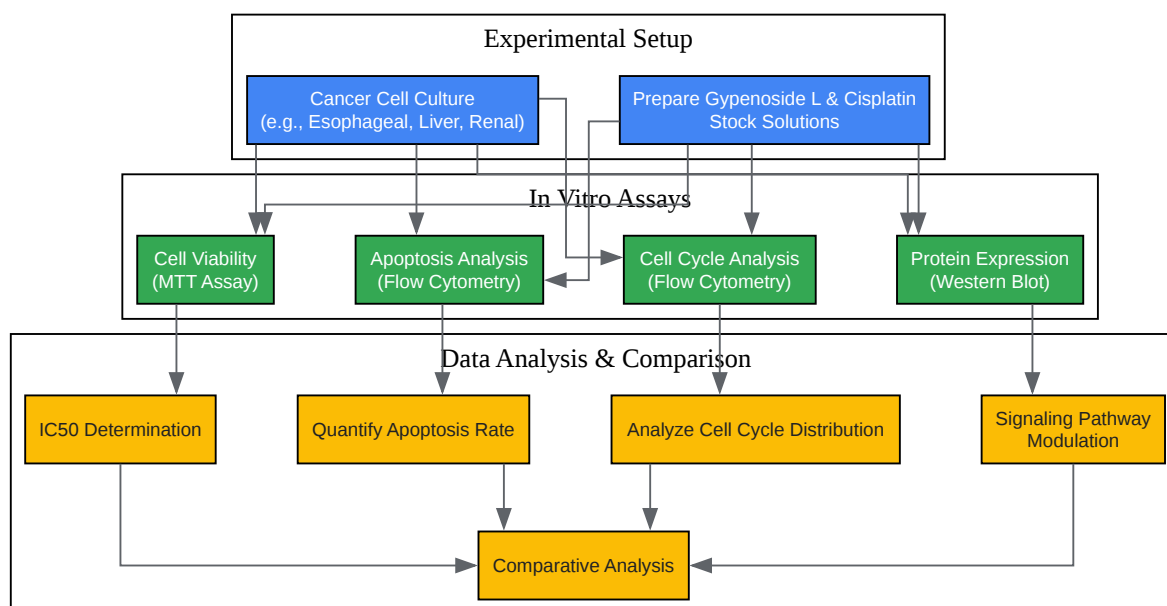 Experimental Setup
Cancer Cell Culture
(e.g., Esophageal, Liver, Renal)
Prepare Gypenoside L & Cisplatin
Stock Solutions
In Vitro Assays
Cell Viability
(MTT Assay)
Apoptosis Analysis
(Flow Cytometry)
Cell Cycle Analysis
(Flow Cytometry)
Protein Expression
(Western Blot)
Data Analysis & Comparison
IC50 Determination
Quantify Apoptosis Rate
Analyze Cell Cycle Distribution
Signaling Pathway
Modulation
Comparative Analysis